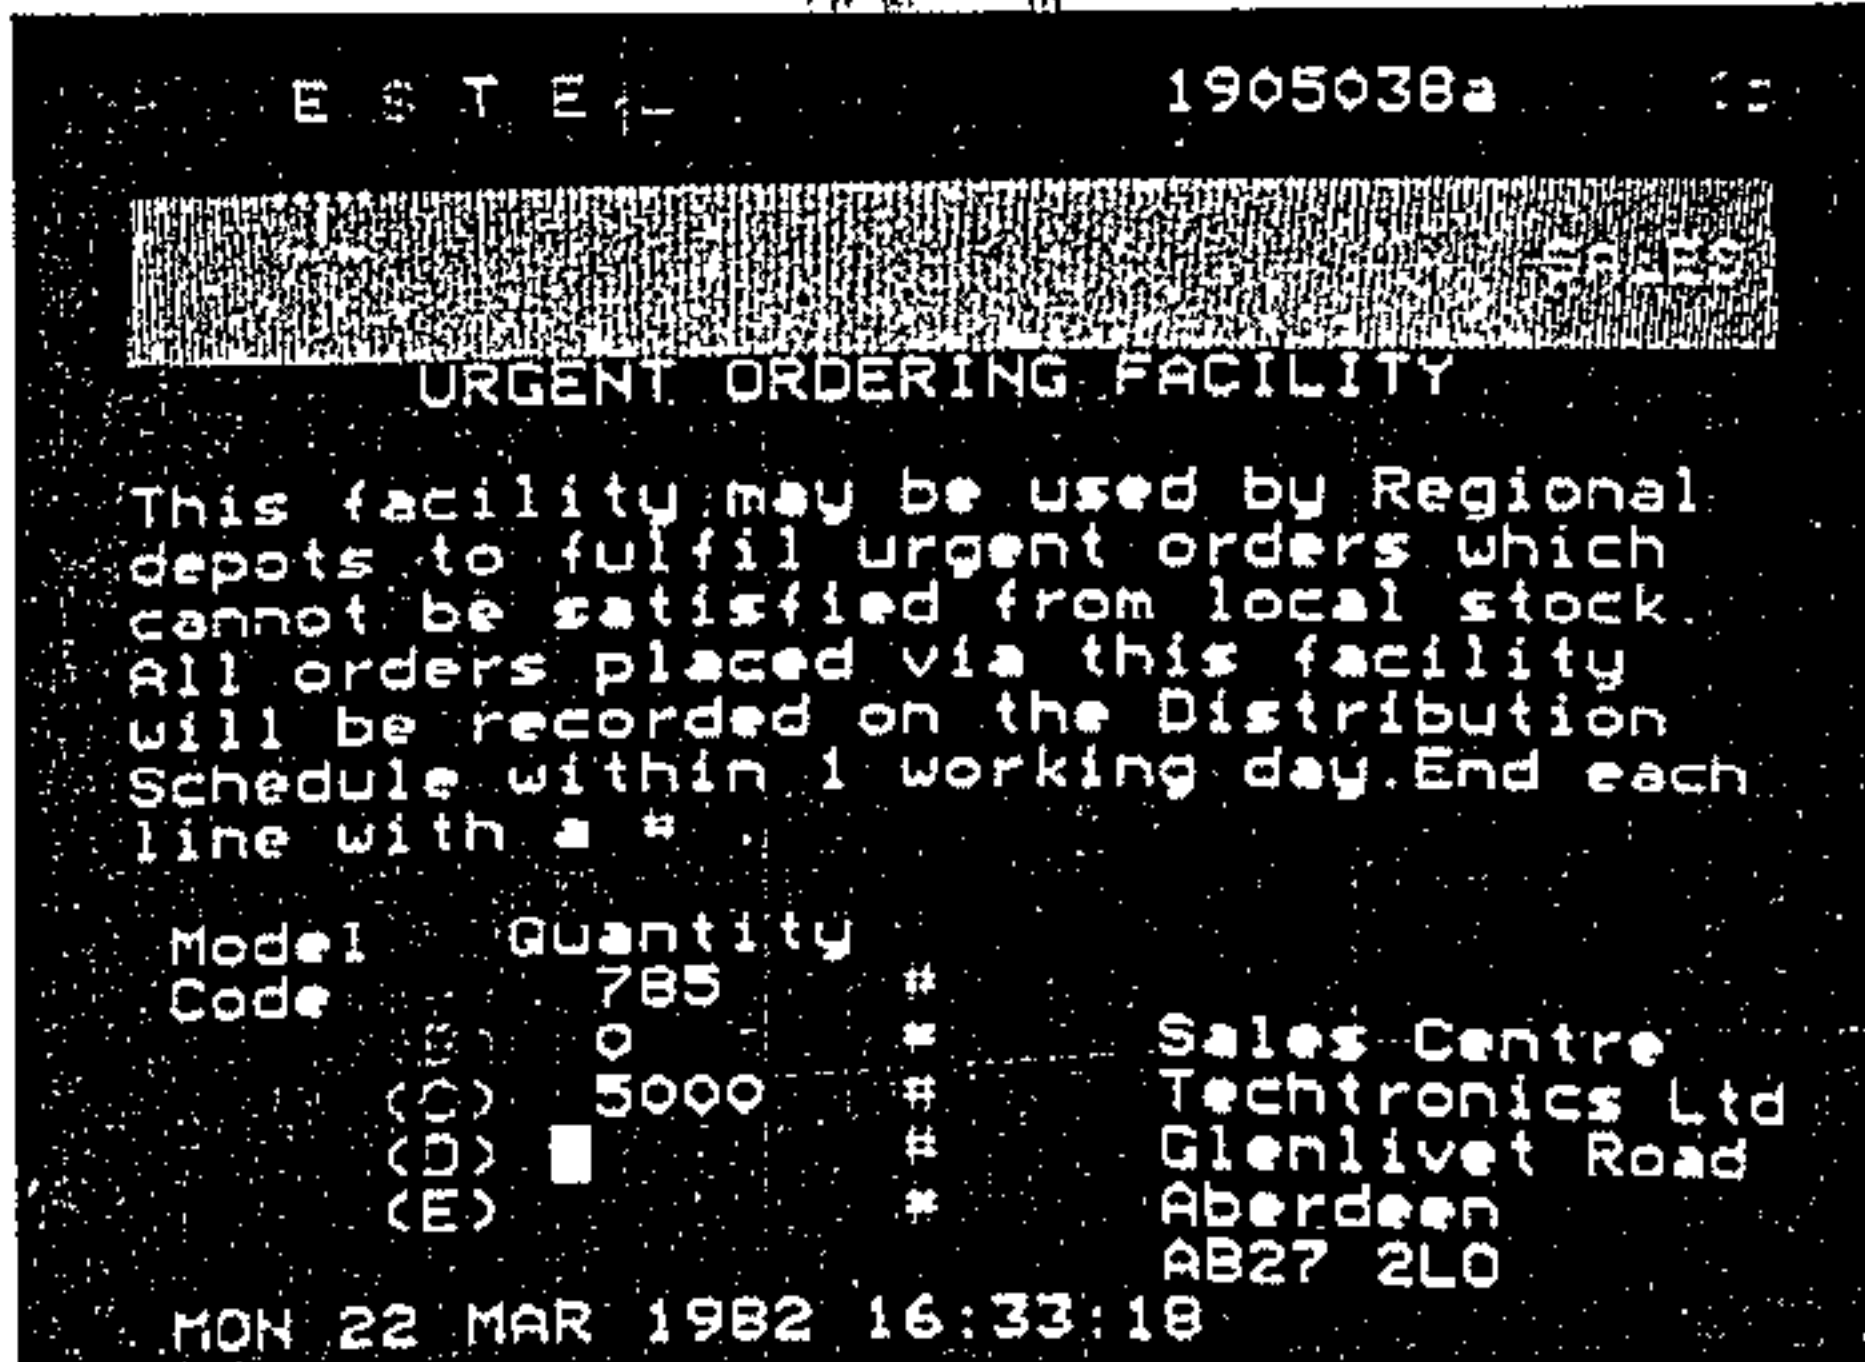 E S T E L 1905038a
SALES
URGENT ORDERING FACILITY
This facility may be used by Regional
depots to fulfil urgent orders which
cannot be satisfied from local stock.
All orders placed via this facility
will be recorded on the Distribution
Schedule within 1 working day.End each
line with a # .
Model Quantity
Code 785 #
0 # Sales Centre
(C) 5000 # Techtronics Ltd
(D) # Glenlivet Road
(E) # Aberdeen
AB27 2LO
MON 22 MAR 1982 16:33:18